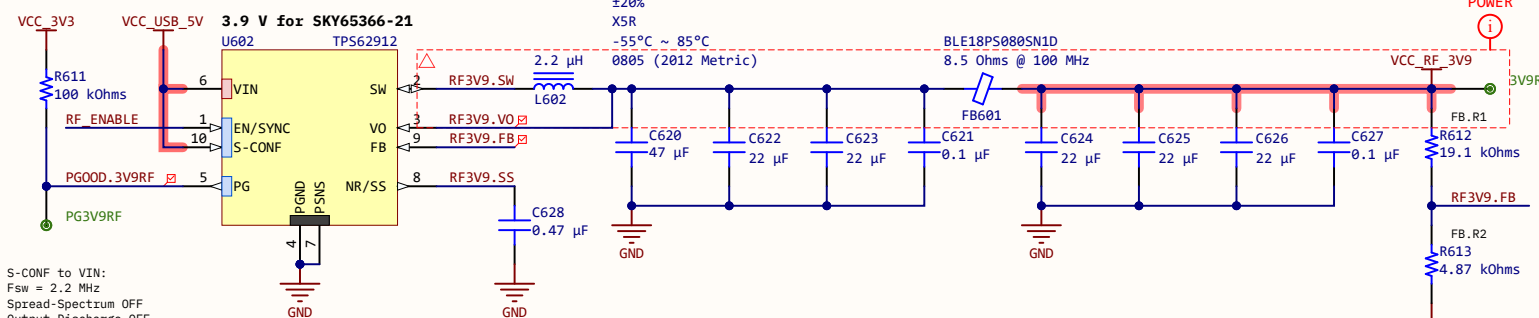 ±20%
X5R
-55°C ~ 85°C
0805 (2012 Metric)
POWER
i
VCC_3V3
VCC_USB_5V
3.9 V for SKY65366-21
U602
TPS62912
BLE18PS080SN1D
8.5 Ohms @ 100 MHz
VCC_RF_3V9
2.2 µH
L602
FB601
R611
100 kOhms
6
VIN
SW
2
RF3V9.SW
RF_ENABLE
1
EN/SYNC
VO
3
RF3V9.VO
10
S-CONF
FB
9
RF3V9.FB
PGOOD.3V9RF
5
PG
NR/SS
8
RF3V9.SS
PGND
PSNS
4
7
PG3V9RF
C628
0.47 µF
C620
47 µF
C622
22 µF
C623
22 µF
C621
0.1 µF
C624
22 µF
C625
22 µF
C626
22 µF
C627
0.1 µF
FB.R1
R612
19.1 kOhms
RF3V9.FB
FB.R2
R613
4.87 kOhms
GND
GND
GND
GND
S-CONF to VIN:
Fsw = 2.2 MHz
Spread-Spectrum OFF
Output Discharge OFF